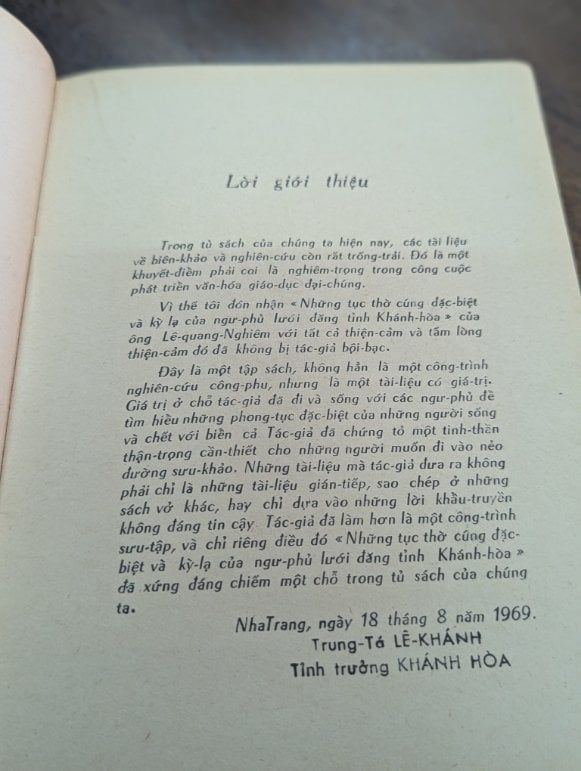 Lời giới thiệu
Trong tủ sách của chúng ta hiện nay, các tài liệu
về biên-khảo và nghiên-cứu còn rất trống-trải. Đó là một
khuyết-điểm phải coi là nghiêm-trọng trong công cuộc
phát triển văn-hóa giáo-dục đại-chúng.
Vì thế tôi đón nhận «Những tục thờ cúng đặc-biệt
và kỳ lạ của ngư-phủ lưới đăng tỉnh Khánh-hòa» của
ông Lê-quang-Nghiêm với tất cả thiện-cảm và tấm lòng
thiện-cảm đó đã không bị tác-giả bội-bạc.
Đây là một tập sách, không hẳn là một công-trình
nghiên-cứu công-phu, nhưng là một tài-liệu có giá-trị.
Giá trị ở chỗ tác-giả đã đi và sống với các ngư-phủ để
tìm hiểu những phong-tục đặc-biệt của những người sống
và chết với biển cả Tác-giả đã chứng tỏ một tinh-thần
thận-trọng cần-thiết cho những người muốn đi vào nẻo
đường sưu-khảo. Những tài-liệu mà tác-giả đưa ra không
phải chỉ là những tài-liệu gián-tiếp, sao chép ở những
sách vở khác, hay chỉ dựa vào những lời khẩu-truyền
không đáng tin cậy Tác-giả đã làm hơn là một công-trình
sưu-tập, và chỉ riêng điều đó «Những tục thờ cúng đặc-
biệt và kỳ-lạ của ngư-phủ lưới đăng tỉnh Khánh-hòa»
đã xứng đáng chiếm một chỗ trong tủ sách của chúng
ta.
NhaTrang, ngày 18 tháng 8 năm 1969.
Trung-Tá LÊ-KHÁNH
Tỉnh trưởng KHÁNH HÒA